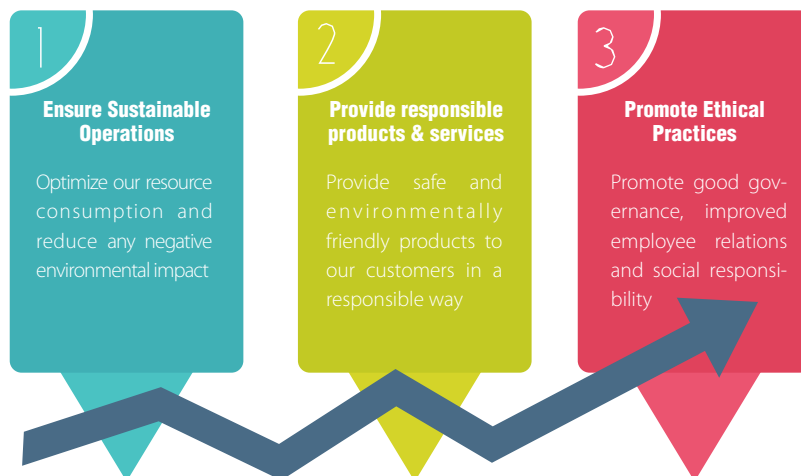 1
Ensure Sustainable
Operations
Optimize our resource
consumption and
reduce any negative
environmental impact
2
Provide responsible
products & services
Provide safe and
environmentally
friendly products to
our customers in a
responsible way
3
Promote Ethical
Practices
Promote good gov-
ernance, improved
employee relations
and social responsi-
bility